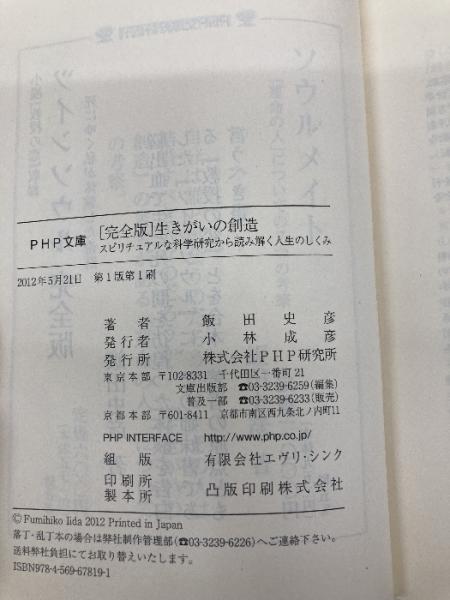 PHP文庫
[完全版]生きがいの創造
スピリチュアルな科学研究から読み解く人生のしくみ
2012年5月21日 第1版第1刷
著者 飯田史彦
発行者 小林成彦
発行所 株式会社PHP研究所
東京本部 〒102-8331 千代田区一番町21
文庫出版部 ☎03-3239-6259(編集)
普及一部 ☎03-3239-6233(販売)
京都本部 〒601-8411 京都市南区西九条北ノ内町11
PHP INTERFACE http://www.php.co.jp/
組版 有限会社エヴリ・シンク
印刷所
製本所 凸版印刷株式会社
© Fumihiko Iida 2012 Printed in Japan
落丁・乱丁本の場合は弊社制作管理部(☎03-3239-6226)へご連絡下さい。
送料弊社負担にてお取り替えいたします。
ISBN978-4-569-67819-1